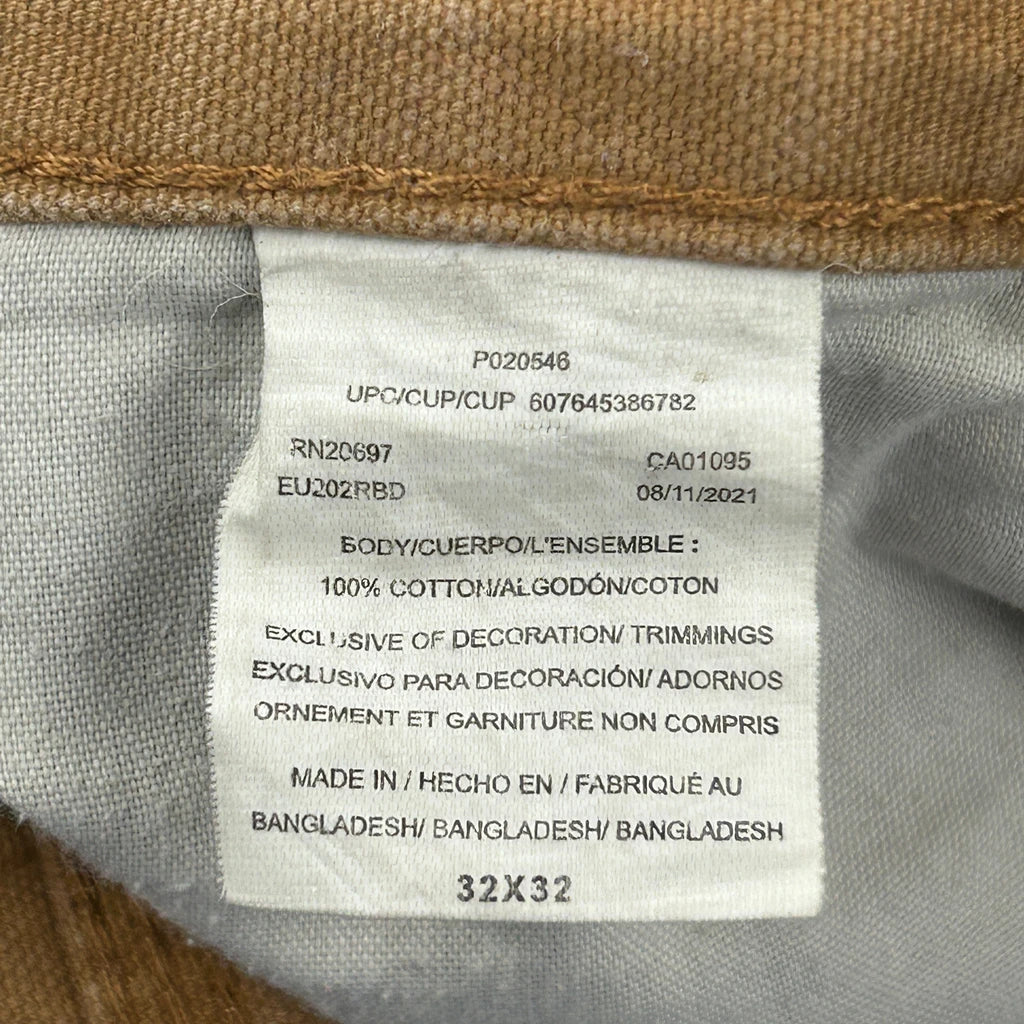 P020546
UPC/CUP/CUP 607645386782
RN20697 CA01095
EU202RBD 08/11/2021
BODY/CUERPO/L'ENSEMBLE :
100% COTTON/ALGODÓN/COTON
EXCLUSIVE OF DECORATION/ TRIMMINGS
EXCLUSIVO PARA DECORACIÓN/ ADORNOS
ORNEMENT ET GARNITURE NON COMPRIS
MADE IN / HECHO EN / FABRIQUÉ AU
BANGLADESH/ BANGLADESH/ BANGLADESH
32X32